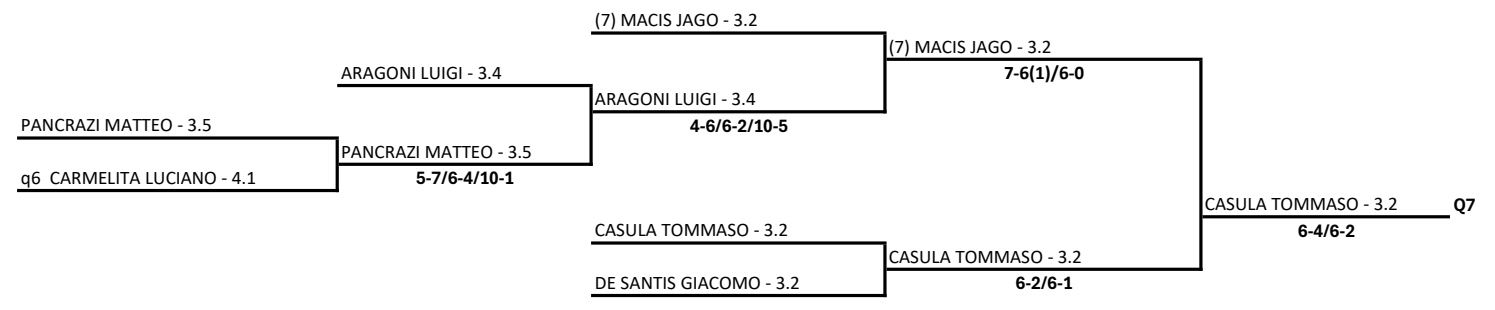 (7) MACIS JAGO - 3.2
(7) MACIS JAGO - 3.2
ARAGONI LUIGI - 3.4
7-6(1)/6-0
ARAGONI LUIGI - 3.4
PANCRAZI MATTEO - 3.5
4-6/6-2/10-5
PANCRAZI MATTEO - 3.5
q6 CARMELITA LUCIANO - 4.1
5-7/6-4/10-1
CASULA TOMMASO - 3.2 Q7
CASULA TOMMASO - 3.2
6-4/6-2
CASULA TOMMASO - 3.2
DE SANTIS GIACOMO - 3.2
6-2/6-1